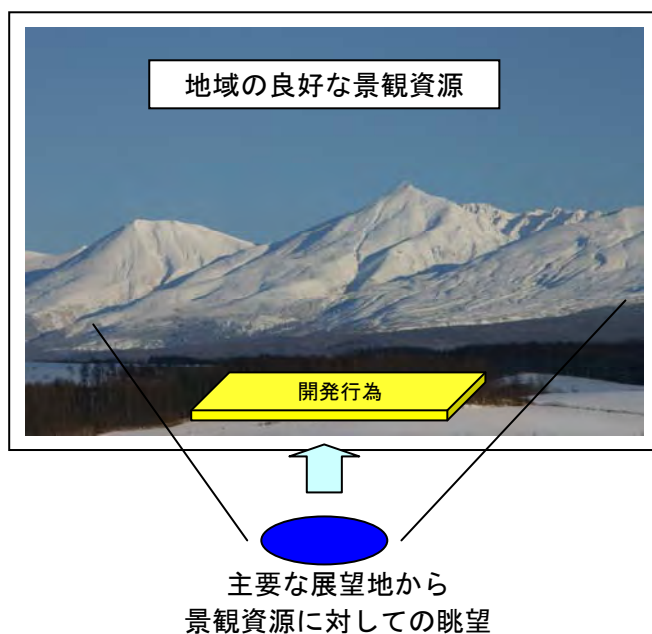 地域の良好な景観資源
開発行為
主要な展望地から
景観資源に対しての眺望